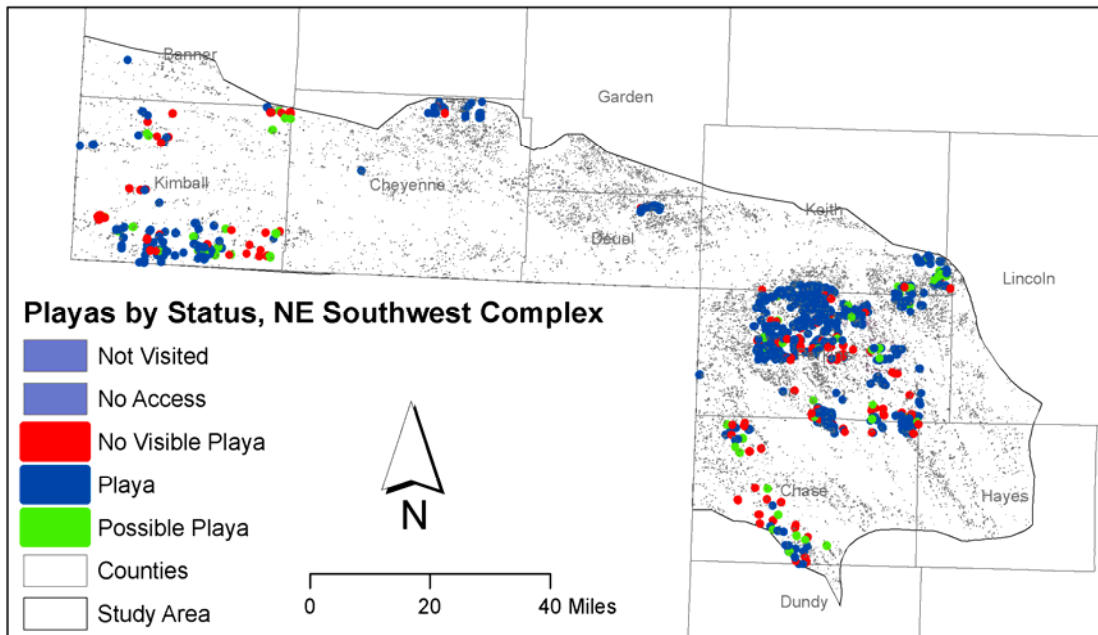 Banner
Garden
Kimball
Cheyenne
Keith
Deuel
Lincoln
Playas by Status, NE Southwest Complex
Not Visited
No Access
No Visible Playa
Playa
Possible Playa
Counties
Study Area
N
0 20 40 Miles
Chase
Hayes
Dundy